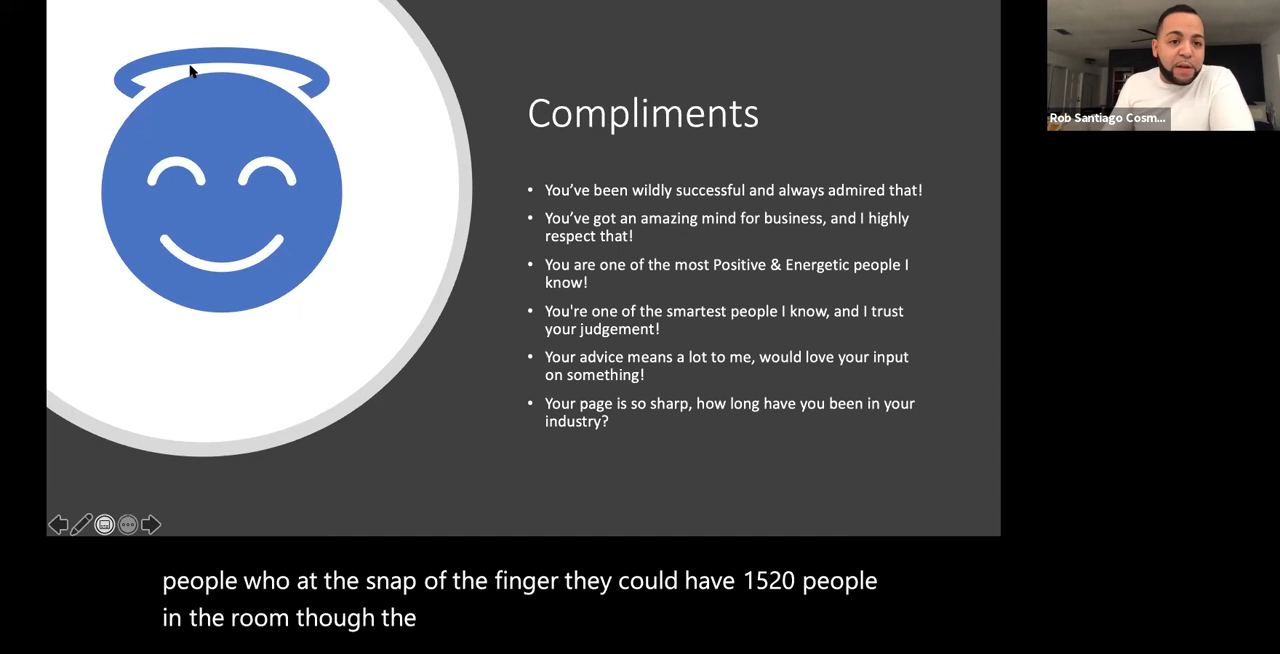 Compliments
• You’ve been wildly successful and always admired that!
• You’ve got an amazing mind for business, and I highly
respect that!
• You are one of the most Positive & Energetic people I
know!
• You're one of the smartest people I know, and I trust
your judgement!
• Your advice means a lot to me, would love your input
on something!
• Your page is so sharp, how long have you been in your
industry?
Rob Santiago Cosm...
people who at the snap of the finger they could have 1520 people
in the room though the